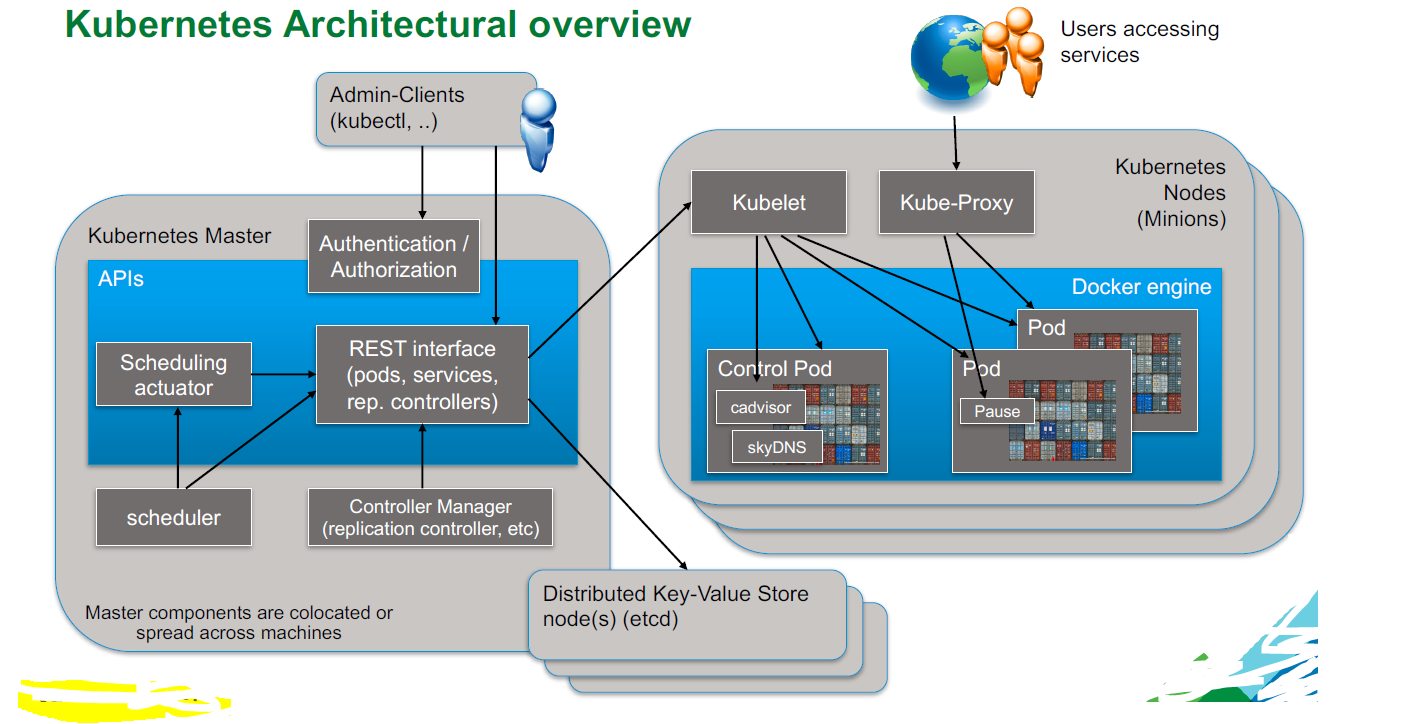 Kubernetes Architectural overview
Users accessing
services
Admin-Clients
(kubectl, ..)
Kubernetes Master
Authentication /
Authorization
APIs
Scheduling
actuator
REST interface
(pods, services,
rep. controllers)
scheduler
Controller Manager
(replication controller, etc)
Master components are colocated or
spread across machines
Distributed Key-Value Store
node(s) (etcd)
Kubernetes
Nodes
(Minions)
Kubelet
Kube-Proxy
Docker engine
Control Pod
cadvisor
skyDNS
Pod
Pod
Pause